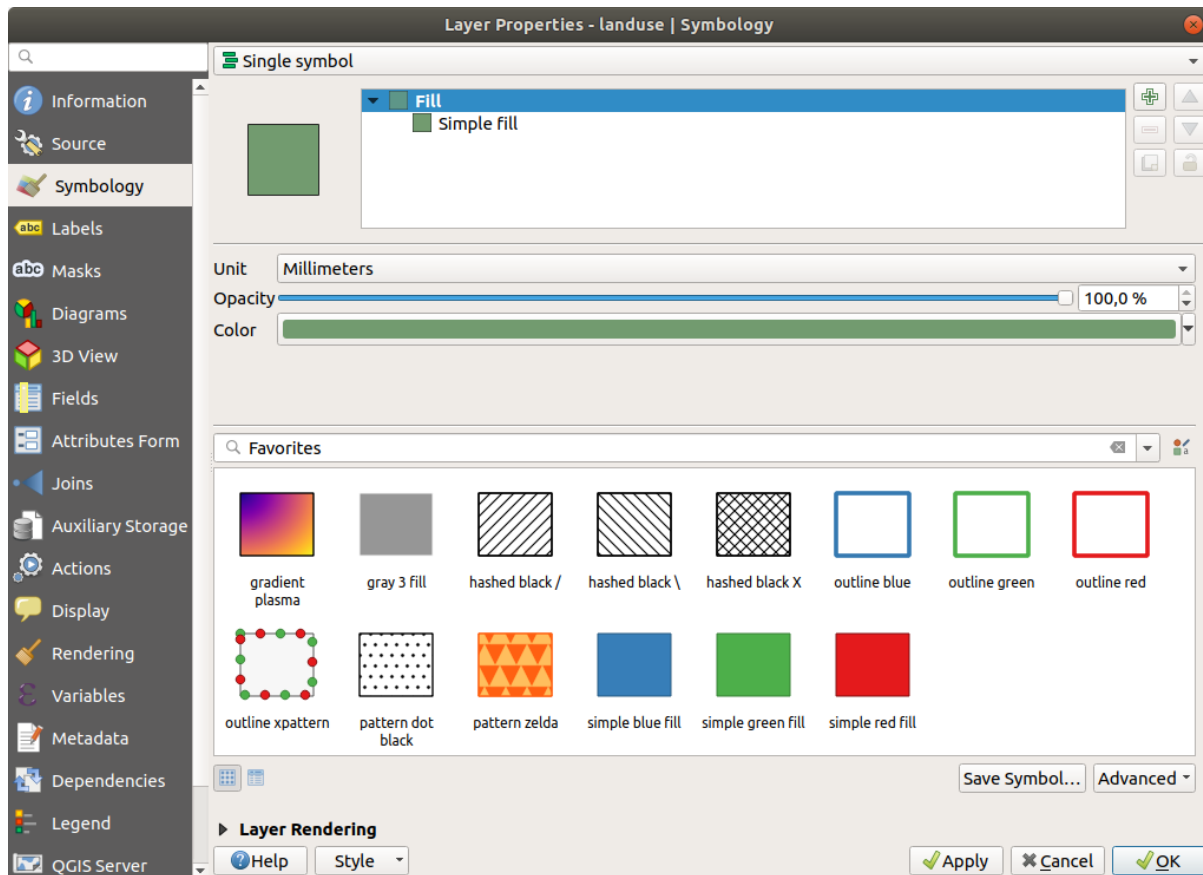 Layer Properties - landuse | Symbology
Single symbol
Information
Source
Symbology
Labels
Masks
Diagrams
3D View
Fields
Attributes Form
Joins
Auxiliary Storage
Actions
Display
Rendering
Variables
Metadata
Dependencies
Legend
QGIS Server
Fill
Simple fill
Unit Millimeters
Opacity 100,0 %
Color
Favorites
gradient plasma
gray 3 fill
hashed black /
hashed black \
hashed black X
outline blue
outline green
outline red
outline xpattern
pattern dot black
pattern zelda
simple blue fill
simple green fill
simple red fill
Save Symbol... Advanced
Layer Rendering
Help Style Apply Cancel OK